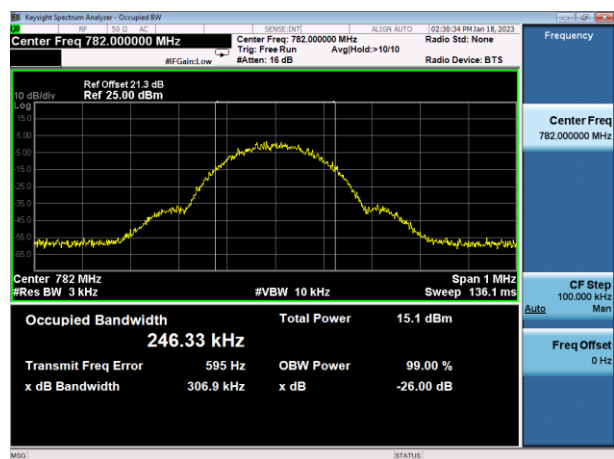 Keysight Spectrum Analyzer - Occupied BW
RF 50 Ω AC SENSE:INT ALIGN AUTO 02:30:34 PM Jan 18, 2023
Center Freq 782.000000 MHz
Center Freq: 782.000000 MHz
Radio Std: None
Trig: Free Run Avg|Hold:>10/10
#IFGain:Low
#Atten: 16 dB
Radio Device: BTS
Frequency
Ref Offset 21.3 dB
10 dB/div Ref 25.00 dBm
Log
15.0
5.00
-5.00
-15.0
-25.0
-35.0
-45.0
-55.0
-65.0
Center 782 MHz
Span 1 MHz
#Res BW 3 kHz
#VBW 10 kHz
Sweep 136.1 ms
Center Freq
782.000000 MHz
CF Step
100.000 kHz
Auto Man
Freq Offset
0 Hz
Occupied Bandwidth
246.33 kHz
Total Power 15.1 dBm
Transmit Freq Error 595 Hz OBW Power 99.00 %
x dB Bandwidth 306.9 kHz x dB -26.00 dB
MSG STATUS